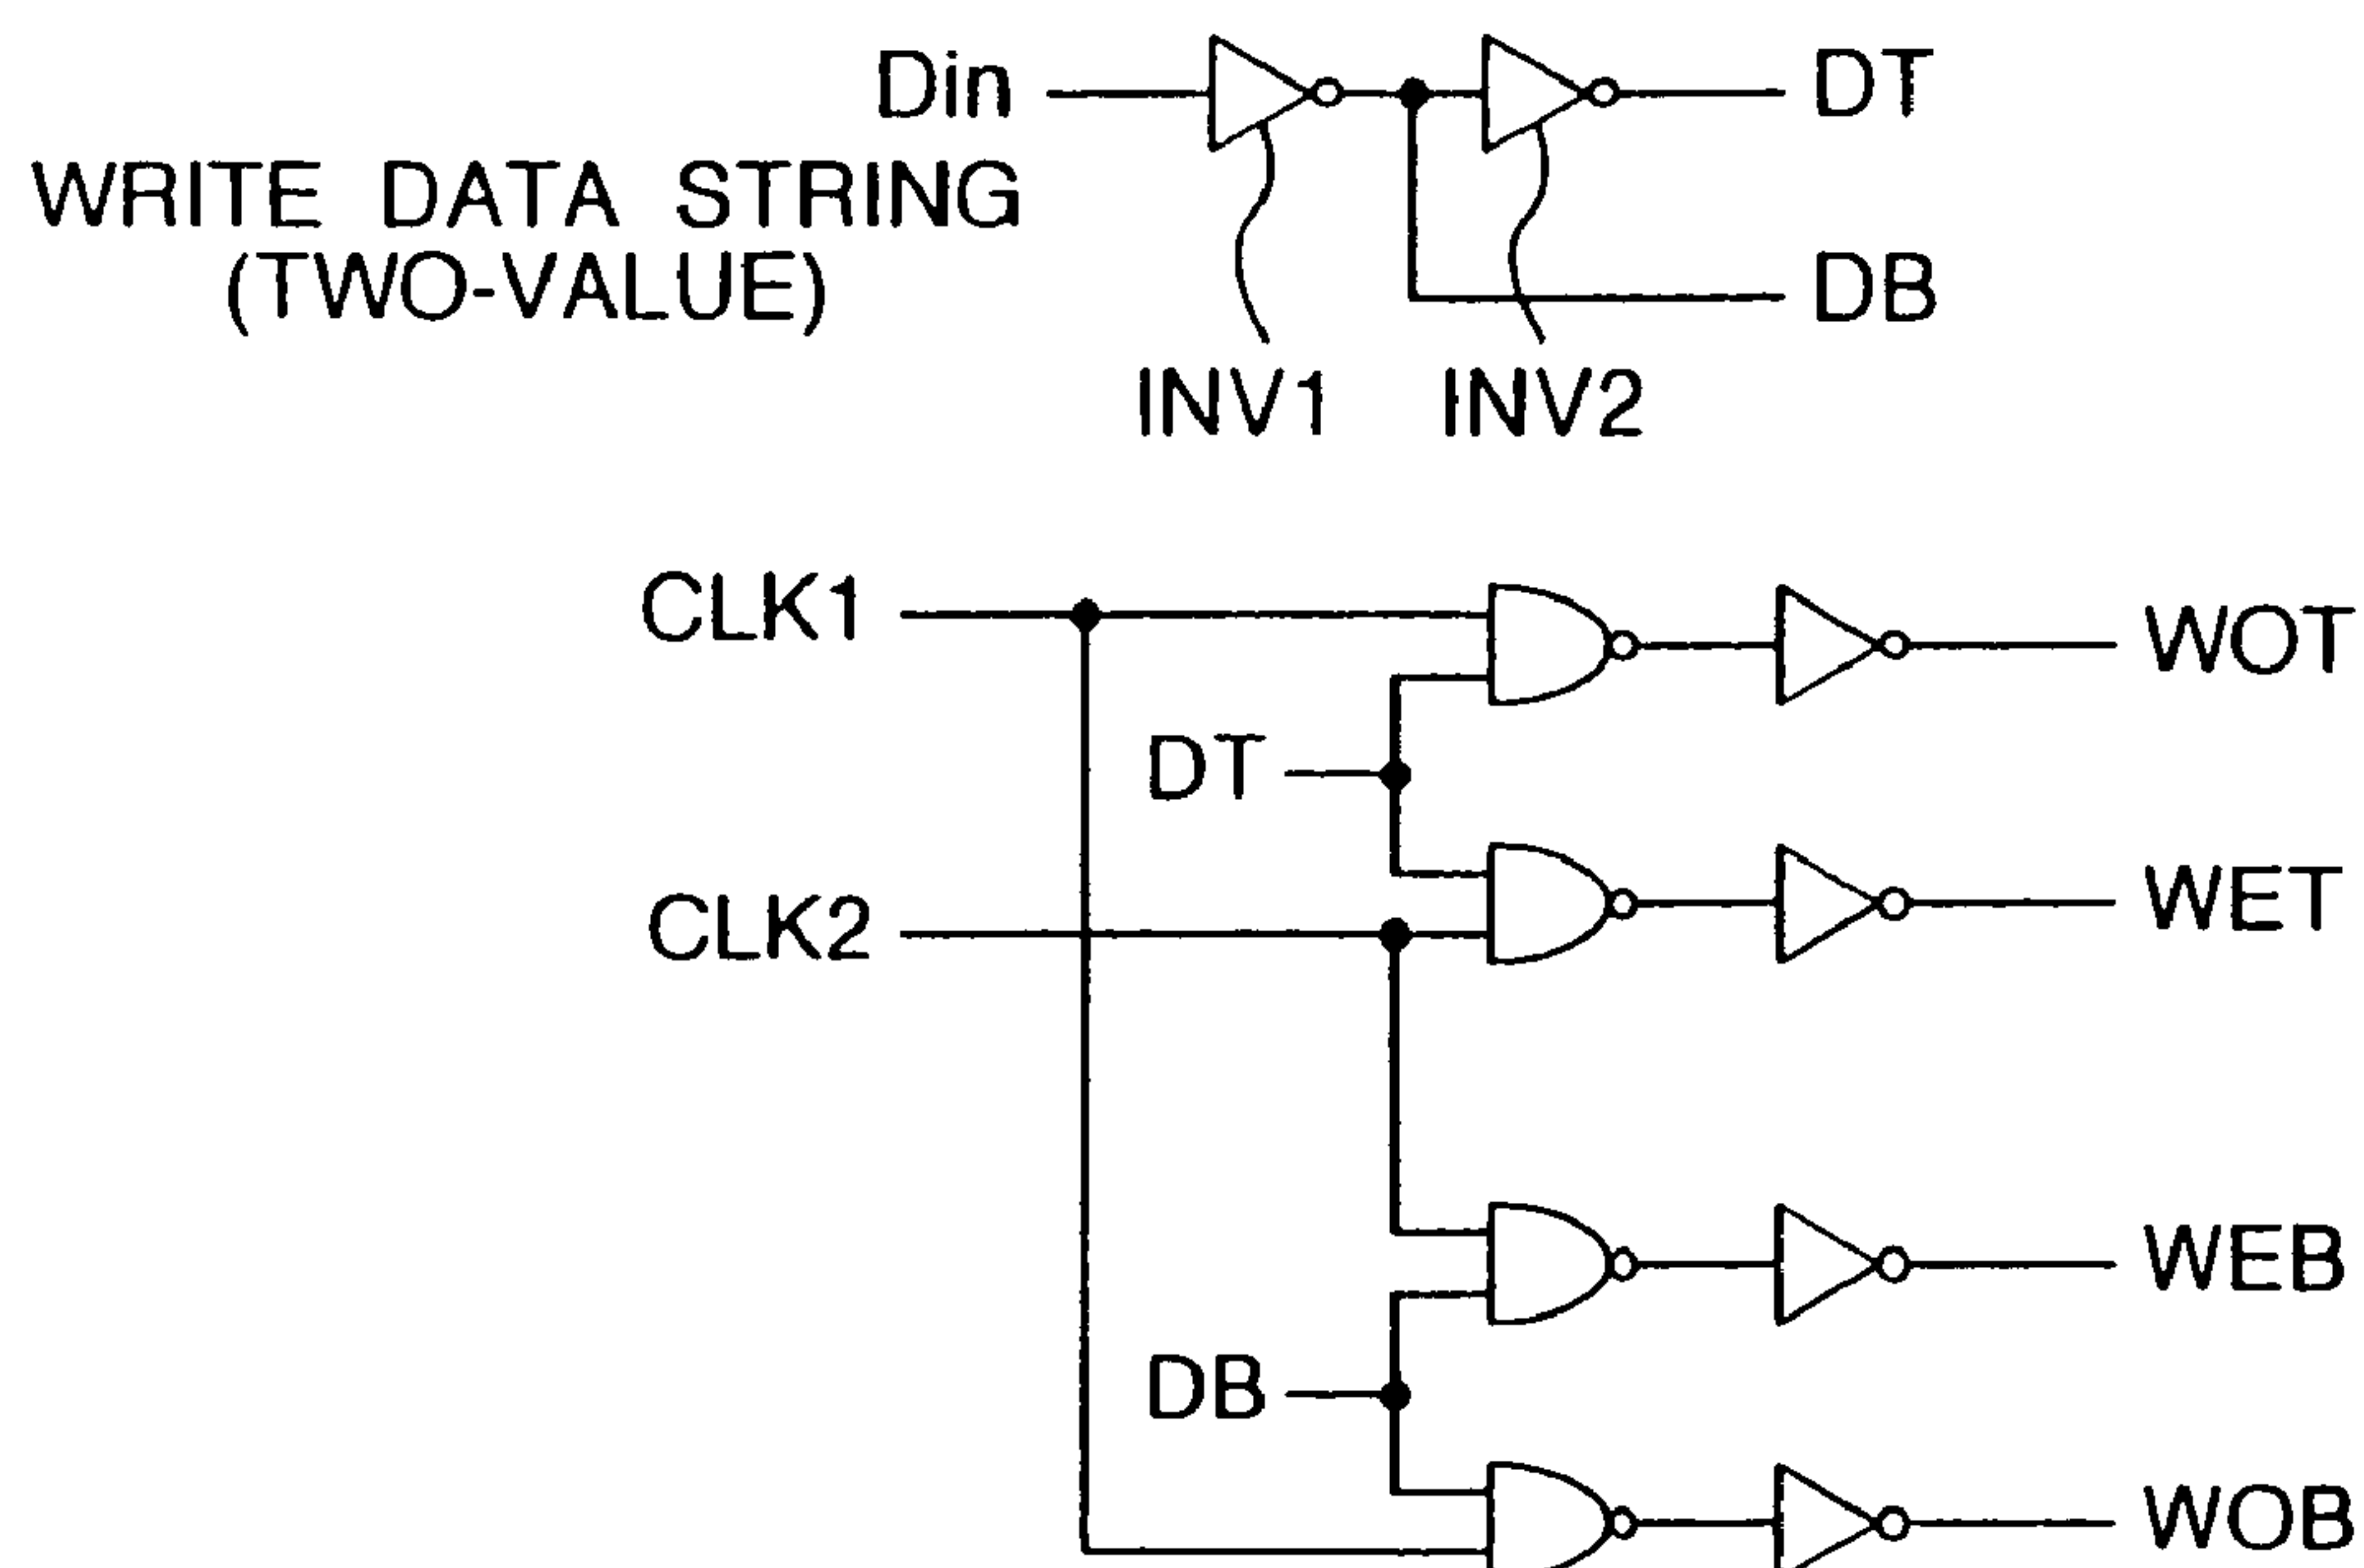 Din
DT
WRITE DATA STRING
(TWO-VALUE)
DB
INV1
INV2
CLK1
WOT
DT
WET
CLK2
WEB
DB
WOB